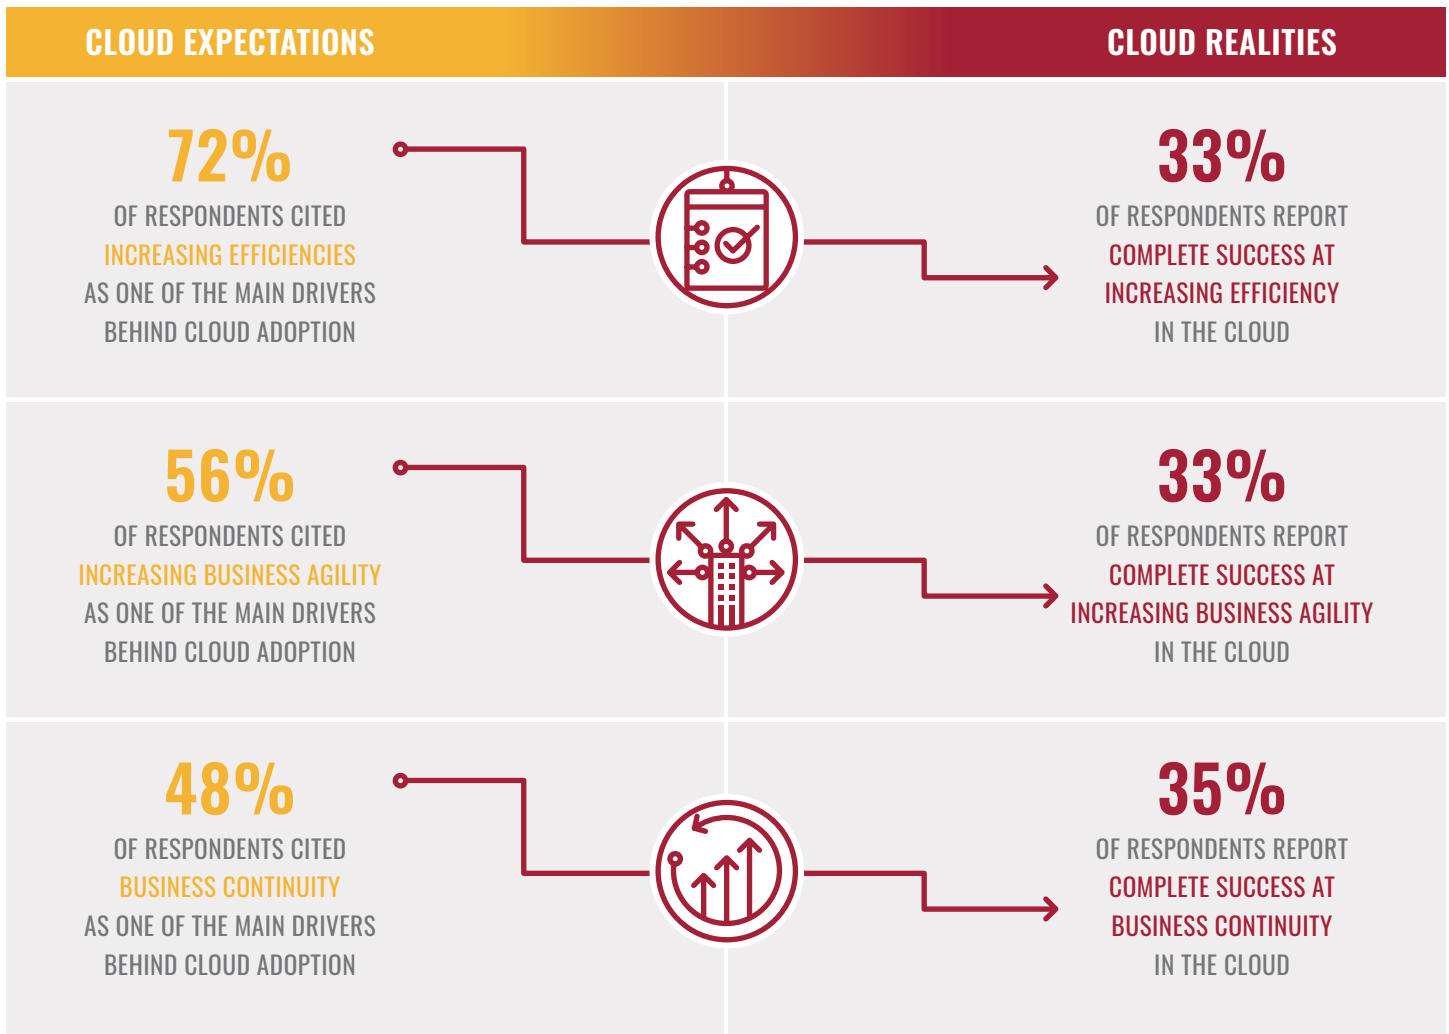 CLOUD EXPECTATIONS
CLOUD REALITIES
72%
OF RESPONDENTS CITED
INCREASING EFFICIENCIES
AS ONE OF THE MAIN DRIVERS
BEHIND CLOUD ADOPTION
33%
OF RESPONDENTS REPORT
COMPLETE SUCCESS AT
INCREASING EFFICIENCY
IN THE CLOUD
56%
OF RESPONDENTS CITED
INCREASING BUSINESS AGILITY
AS ONE OF THE MAIN DRIVERS
BEHIND CLOUD ADOPTION
33%
OF RESPONDENTS REPORT
COMPLETE SUCCESS AT
INCREASING BUSINESS AGILITY
IN THE CLOUD
48%
OF RESPONDENTS CITED
BUSINESS CONTINUITY
AS ONE OF THE MAIN DRIVERS
BEHIND CLOUD ADOPTION
35%
OF RESPONDENTS REPORT
COMPLETE SUCCESS AT
BUSINESS CONTINUITY
IN THE CLOUD